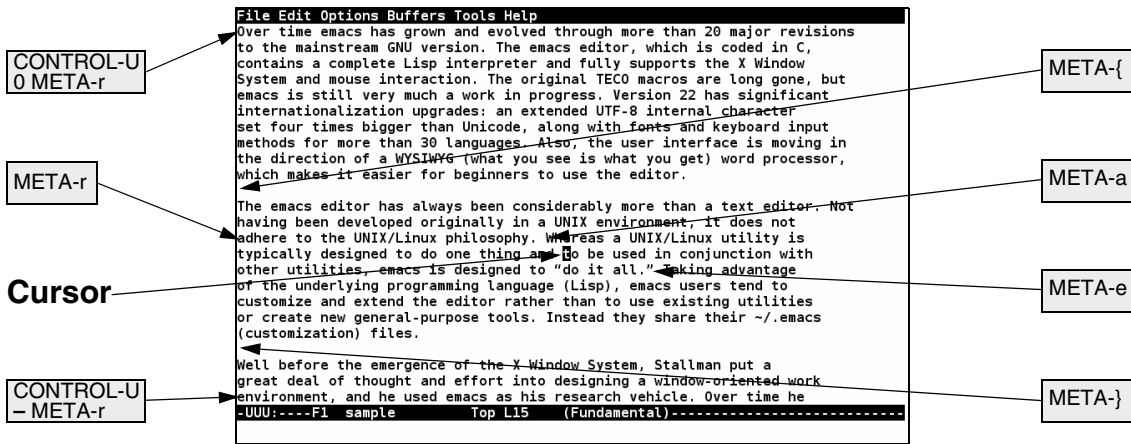 File Edit Options Buffers Tools Help
Over time emacs has grown and evolved through more than 20 major revisions
to the mainstream GNU version. The emacs editor, which is coded in C,
contains a complete Lisp interpreter and fully supports the X Window
System and mouse interaction. The original TECO macros are long gone, but
emacs is still very much a work in progress. Version 22 has significant
internationalization upgrades: an extended UTF-8 internal character
set four times bigger than Unicode, along with fonts and keyboard input
methods for more than 30 languages. Also, the user interface is moving in
the direction of a WYSIWYG (what you see is what you get) word processor,
which makes it easier for beginners to use the editor.
The emacs editor has always been considerably more than a text editor. Not
having been developed originally in a UNIX environment, it does not
adhere to the UNIX/Linux philosophy. Whereas a UNIX/Linux utility is
typically designed to do one thing and to be used in conjunction with
other utilities, emacs is designed to “do it all.” Taking advantage
of the underlying programming language (Lisp), emacs users tend to
customize and extend the editor rather than to use existing utilities
or create new general-purpose tools. Instead they share their ~/.emacs
(customization) files.
Well before the emergence of the X Window System, Stallman put a
great deal of thought and effort into designing a window-oriented work
environment, and he used emacs as his research vehicle. Over time he
-UUU:----F1  sample         Top L15    (Fundamental)----------------------------
CONTROL-U
0 META-r
META-r
Cursor
CONTROL-U
– META-r
META-{
META-a
META-e
META-}